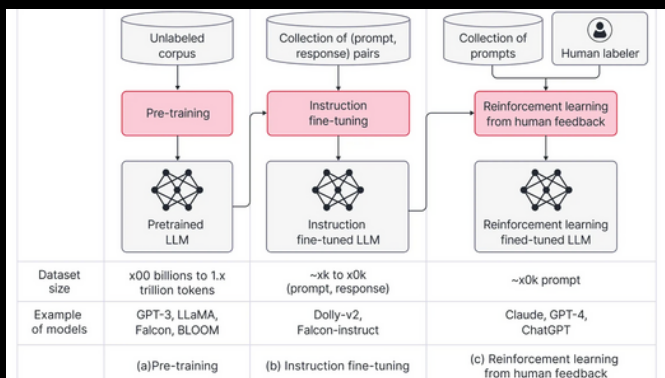 Unlabeled
corpus
Collection of (prompt,
response) pairs
Collection of
prompts
Human labeler
Pre-training
Instruction
fine-tuning
Reinforcement learning
from human feedback
Pretrained
LLM
Instruction
fine-tuned LLM
Reinforcement learning
fined-tuned LLM
Dataset
size
x00 billions to 1.x
trillion tokens
~xk to x0k
(prompt, response)
~x0k prompt
Example
of models
GPT-3, LLaMA,
Falcon, BLOOM
Dolly-v2,
Falcon-instruct
Claude, GPT-4,
ChatGPT
(a)Pre-training
(b) Instruction fine-tuning
(c) Reinforcement learning
from human feedback